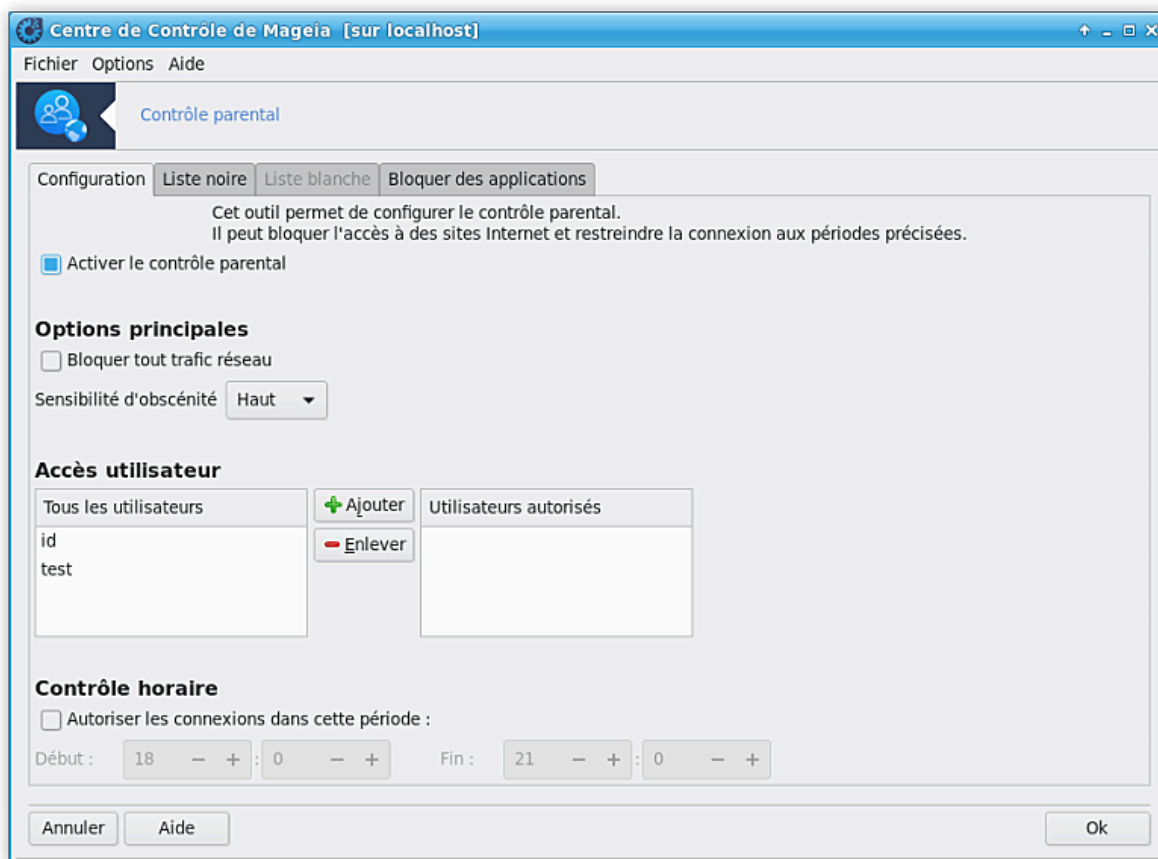 Centre de Contrôle de Mageia [sur localhost]
Fichier Options Aide
Contrôle parental
Configuration Liste noire Liste blanche Bloquer des applications
Cet outil permet de configurer le contrôle parental.
Il peut bloquer l'accès à des sites Internet et restreindre la connexion aux périodes précisées.
Activer le contrôle parental
Options principales
Bloquer tout trafic réseau
Sensibilité d'obscénité Haut
Accès utilisateur
Tous les utilisateurs Ajouter Utilisateurs autorisés
id Enlever
test
Contrôle horaire
Autoriser les connexions dans cette période :
Début : 18 − + : 0 − + Fin : 21 − + : 0 − +
Annuler Aide Ok